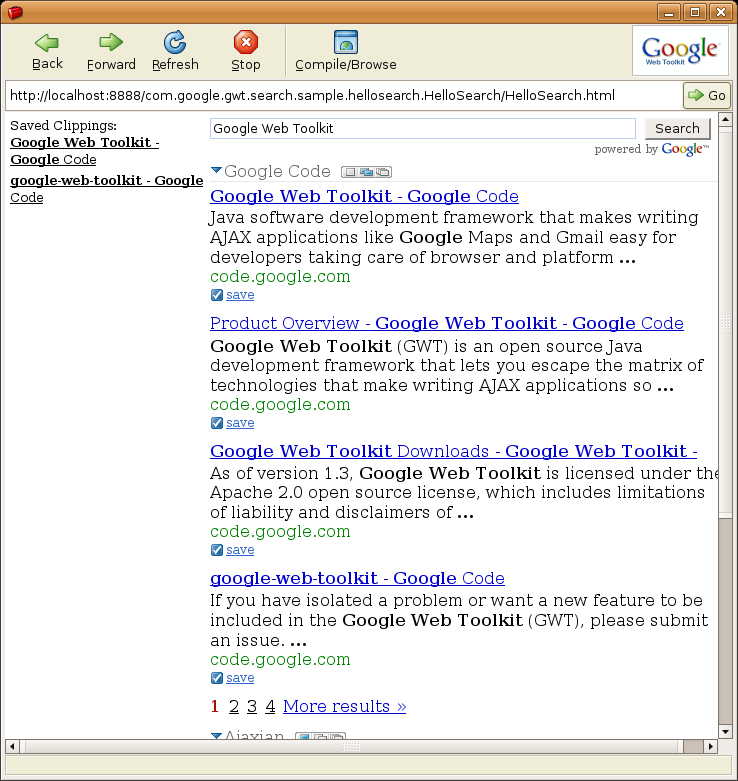 Back Forward Refresh Stop Compile/Browse
Google
Web Toolkit
http://localhost:8888/com.google.gwt.search.sample.hellosearch.HelloSearch/HelloSearch.html Go
Saved Clippings:
Google Web Toolkit -
Google Code
google-web-toolkit - Google
Code
Google Web Toolkit Search
powered by Google™
Google Code
Google Web Toolkit - Google Code
Java software development framework that makes writing
AJAX applications like Google Maps and Gmail easy for
developers taking care of browser and platform ...
code.google.com
save
Product Overview - Google Web Toolkit - Google Code
Google Web Toolkit (GWT) is an open source Java
development framework that lets you escape the matrix of
technologies that make writing AJAX applications so ...
code.google.com
save
Google Web Toolkit Downloads - Google Web Toolkit -
As of version 1.3, Google Web Toolkit is licensed under the
Apache 2.0 open source license, which includes limitations
of liability and disclaimers of ...
code.google.com
save
google-web-toolkit - Google Code
If you have isolated a problem or want a new feature to be
included in the Google Web Toolkit (GWT), please submit
an issue. ...
code.google.com
save
1 2 3 4 More results »
Ajaxian